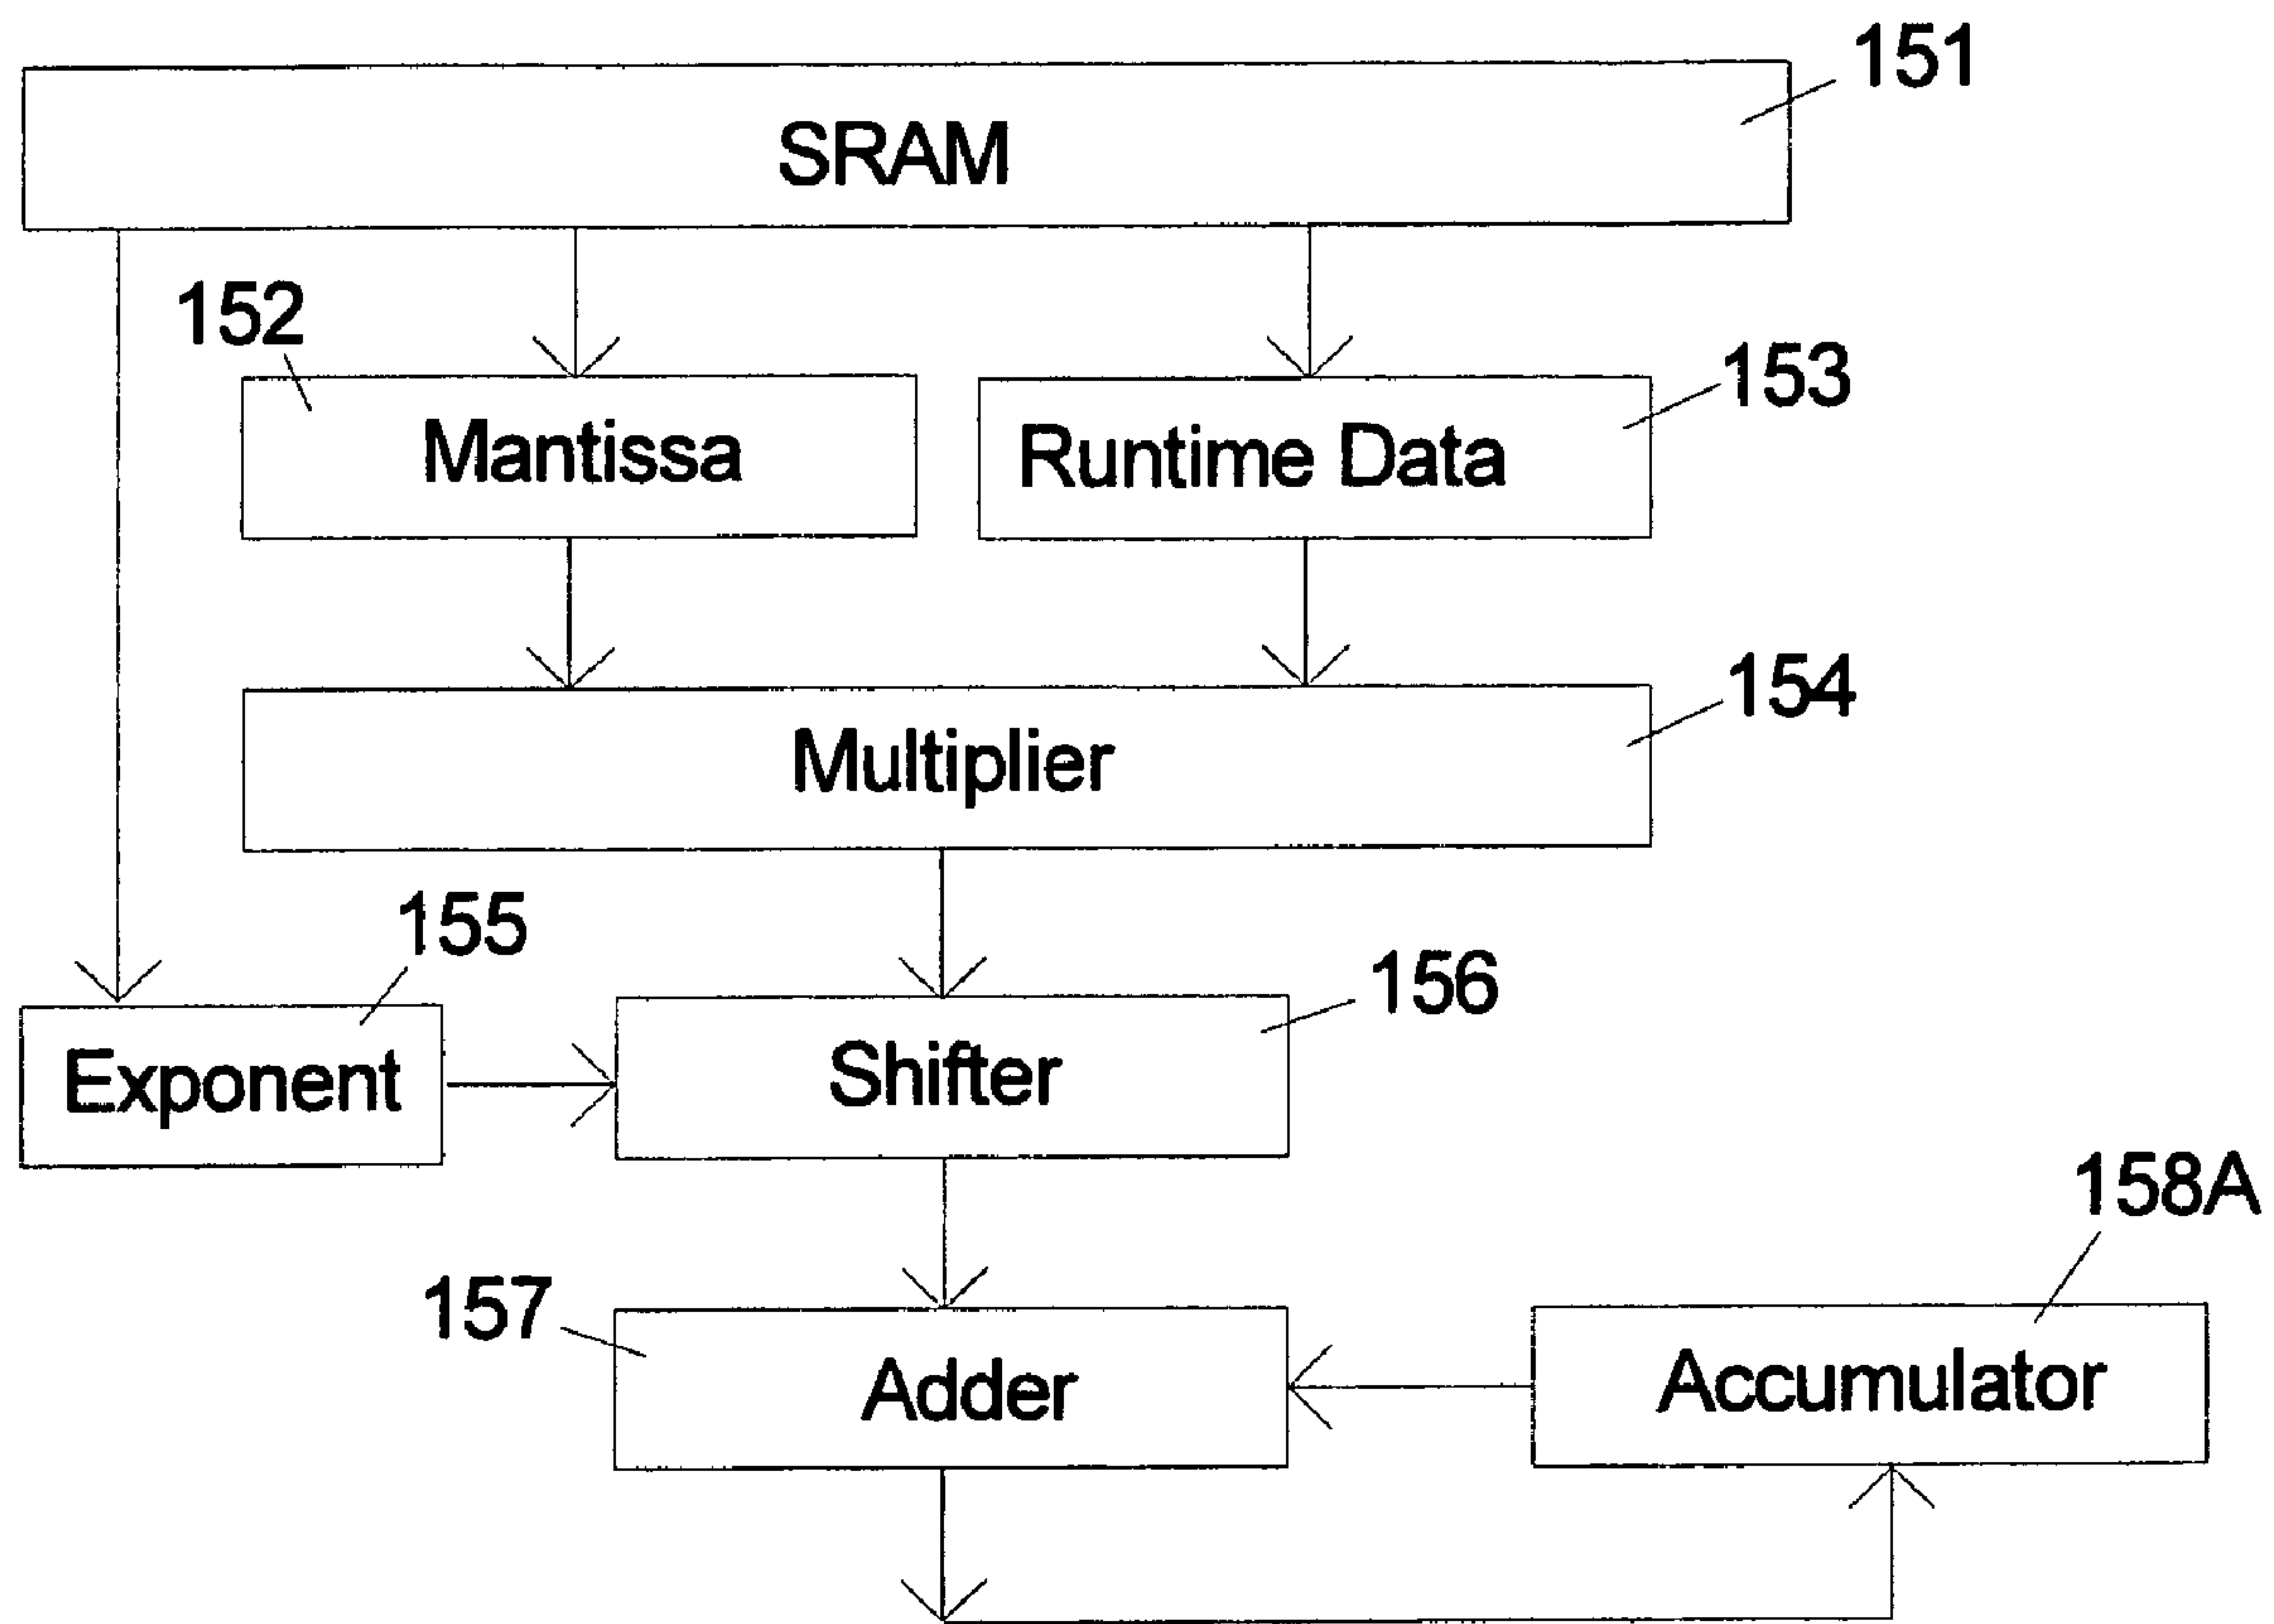 151
SRAM
152
153
Mantissa
Runtime Data
154
Multiplier
155
156
Exponent
Shifter
158A
157
Adder
Accumulator